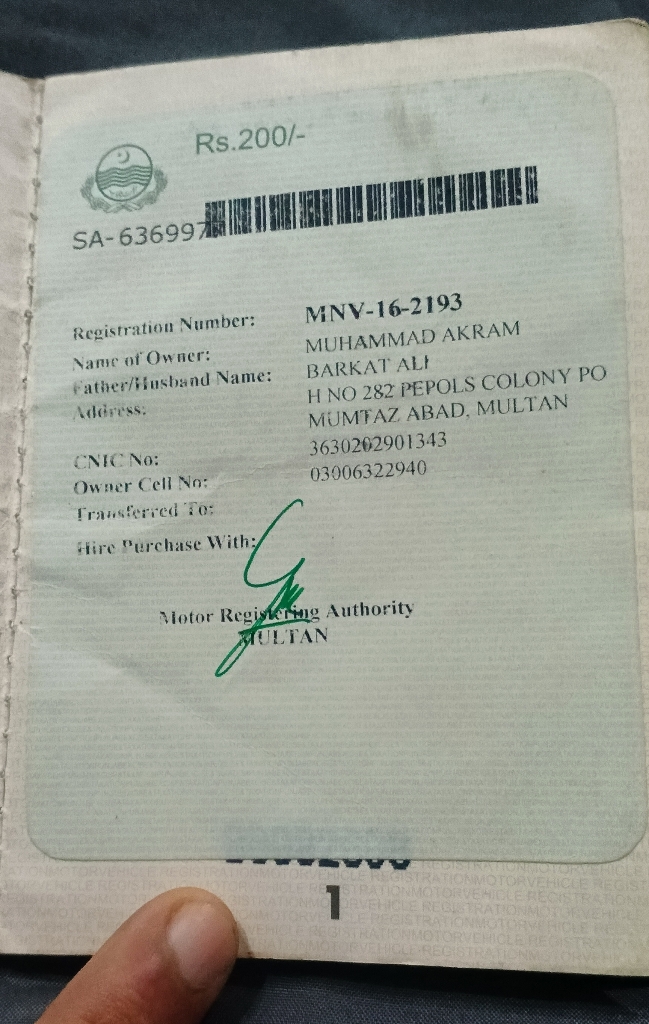 Rs.200/-
SA-636997
Registration Number: MNV-16-2193
Name of Owner: MUHAMMAD AKRAM
Father/Husband Name: BARKAT ALI
Address: H NO 282 PEPOLS COLONY PO
MUMTAZ ABAD, MULTAN
CNIC No: 3630202901343
Owner Cell No: 03006322940
Transferred To:
Hire Purchase With:
Motor Registering Authority
MULTAN
1